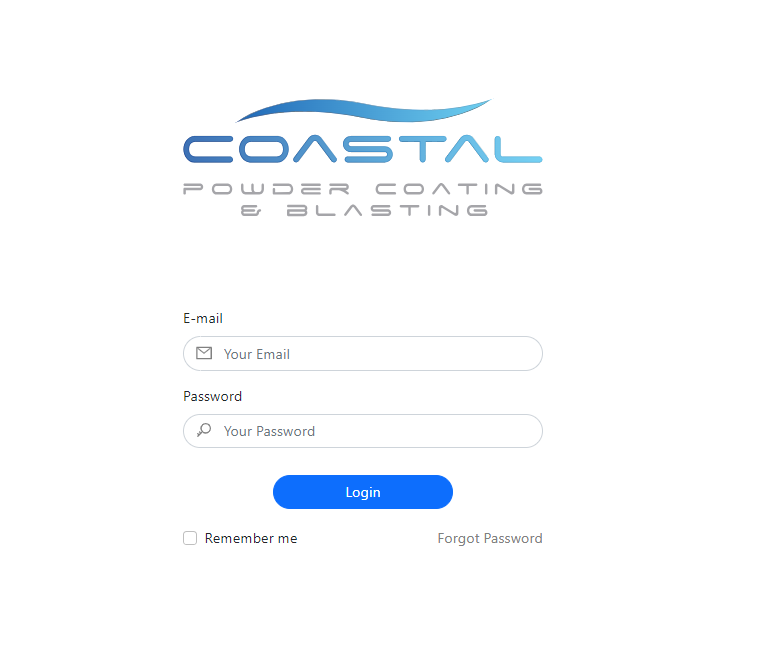 COASTAL
POWDER COATING
& BLASTING
E-mail
Your Email
Password
Your Password
Login
Remember me Forgot Password